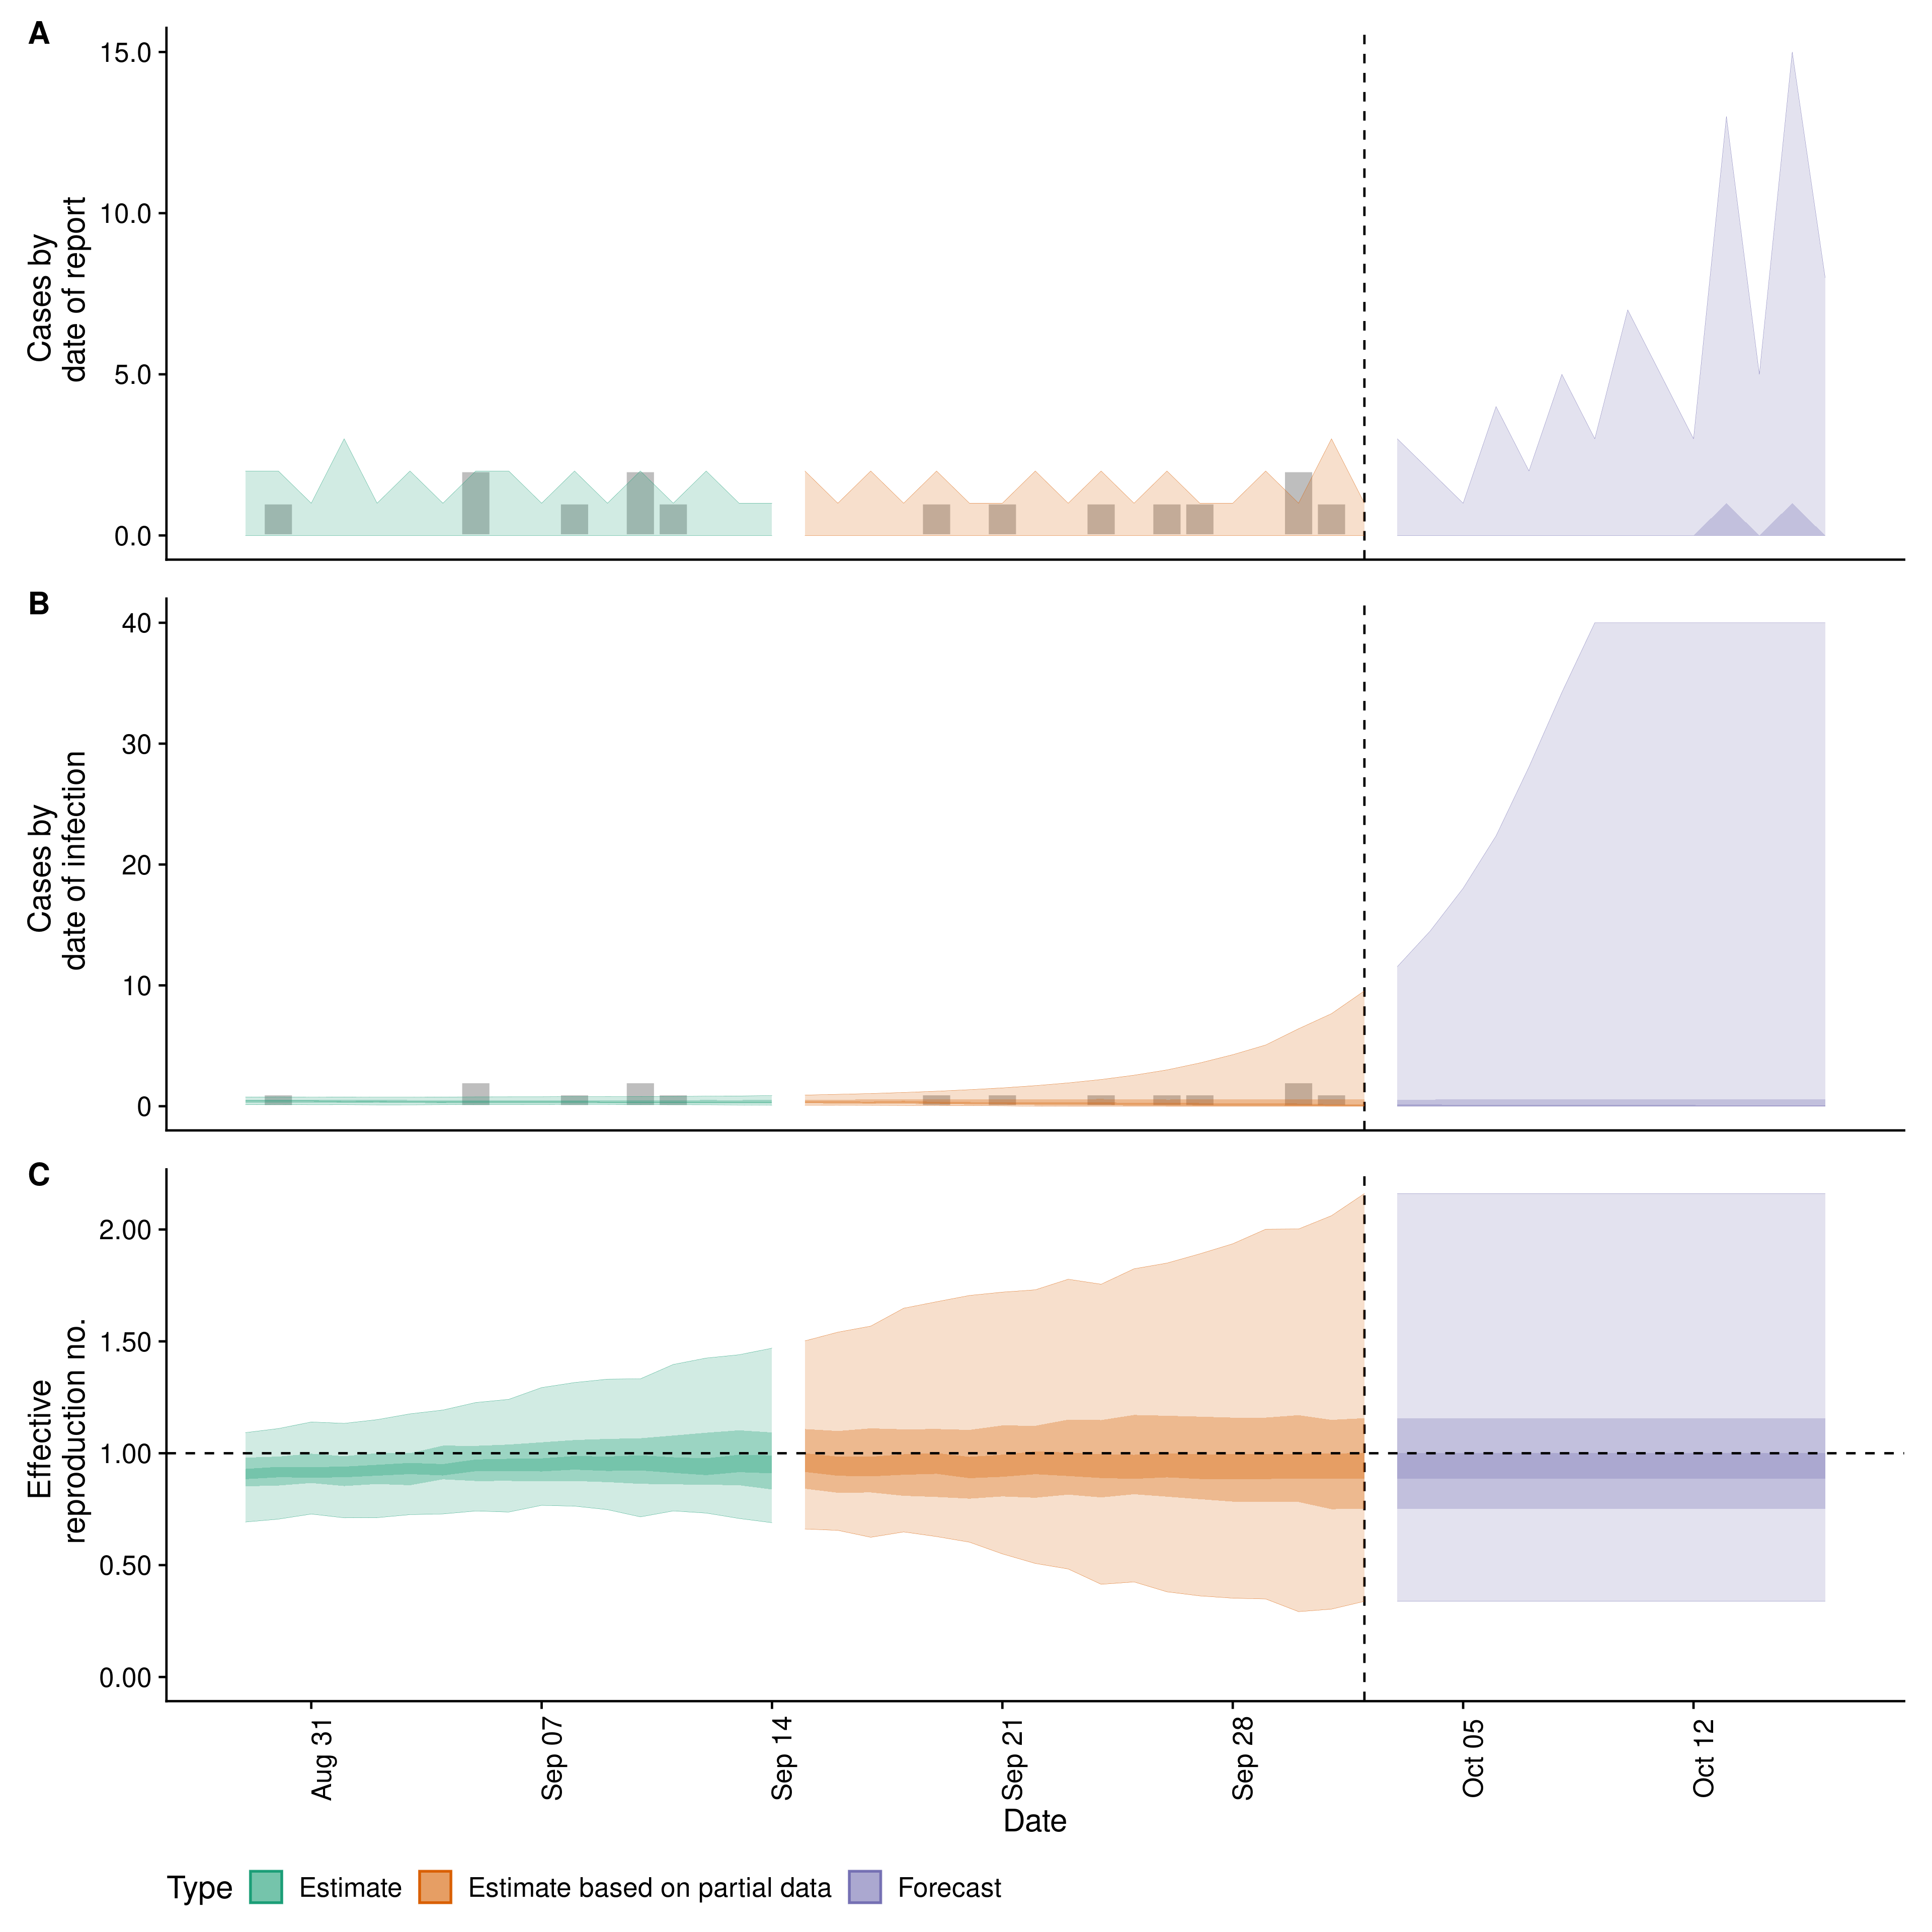 A
15.0
10.0
5.0
0.0
Cases by
date of report
B
40
30
20
10
0
Cases by
date of infection
C
2.00
1.50
1.00
0.50
0.00
Effective
reproduction no.
Aug 31
Sep 07
Sep 14
Sep 21
Sep 28
Oct 05
Oct 12
Date
Type Estimate Estimate based on partial data Forecast